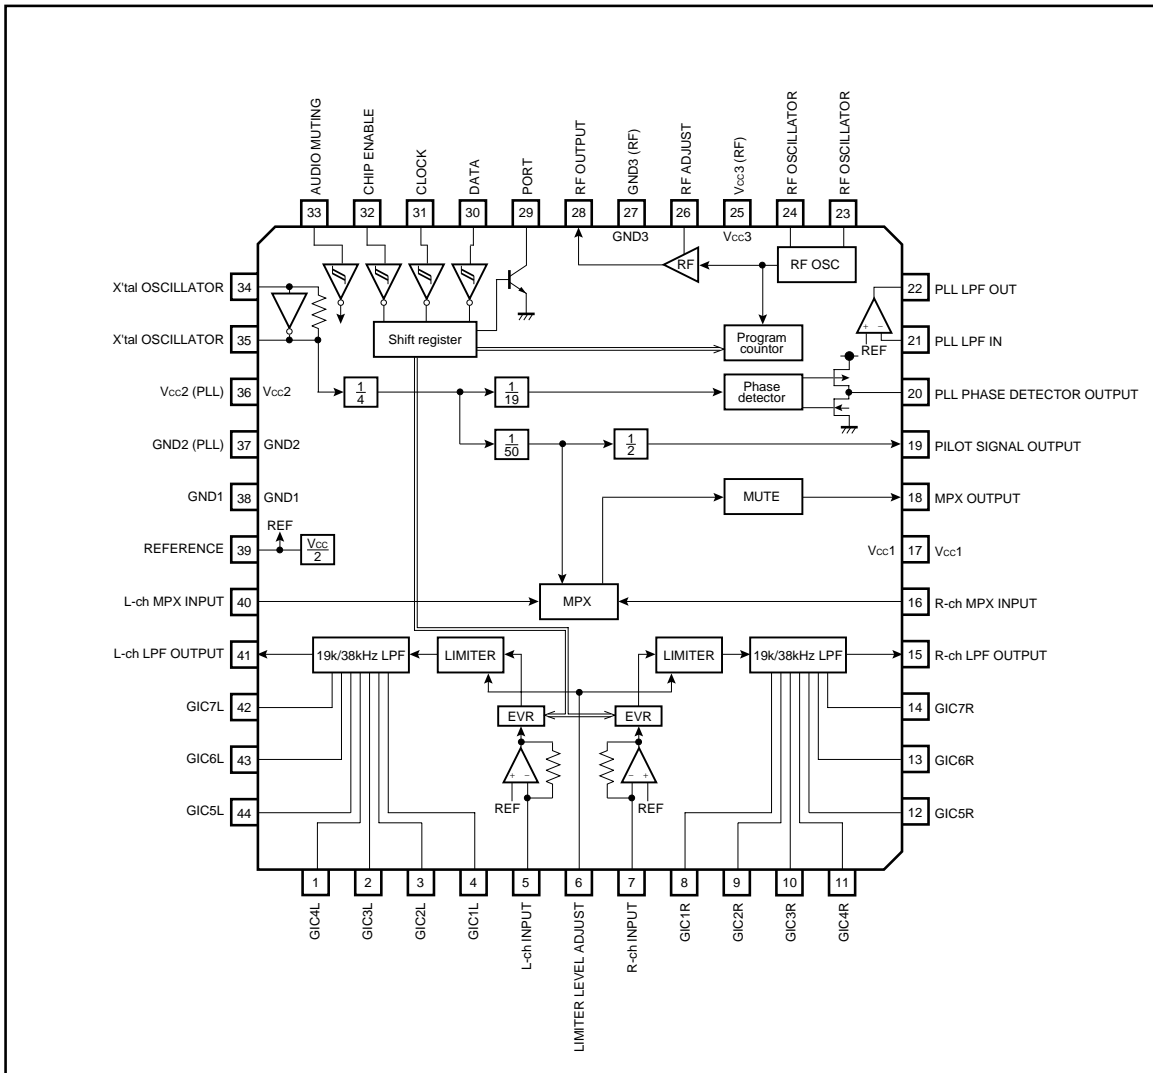 AUDIO MUTING
CHIP ENABLE
CLOCK
DATA
PORT
RF OUTPUT
GND3 (RF)
RF ADJUST
Vcc3 (RF)
RF OSCILLATOR
RF OSCILLATOR
33
32
31
30
29
28
27
26
25
24
23
GND3
Vcc3
X'tal OSCILLATOR
34
RF
RF OSC
22
PLL LPF OUT
X'tal OSCILLATOR
35
Shift register
Program
countor
+ −
REF
21
PLL LPF IN
Vcc2 (PLL)
36
Vcc2
1
4
1
19
Phase
detector
20
PLL PHASE DETECTOR OUTPUT
GND2 (PLL)
37
GND2
1
50
1
2
19
PILOT SIGNAL OUTPUT
GND1
38
GND1
MUTE
18
MPX OUTPUT
REFERENCE
39
REF
Vcc
2
Vcc1
17
Vcc1
L-ch MPX INPUT
40
MPX
16
R-ch MPX INPUT
L-ch LPF OUTPUT
41
19k/38kHz LPF
LIMITER
LIMITER
19k/38kHz LPF
15
R-ch LPF OUTPUT
GIC7L
42
EVR
EVR
14
GIC7R
GIC6L
43
+ −
− +
13
GIC6R
REF
REF
GIC5L
44
12
GIC5R
1
2
3
4
5
6
7
8
9
10
11
GIC4L
GIC3L
GIC2L
GIC1L
L-ch INPUT
LIMITER LEVEL ADJUST
R-ch INPUT
GIC1R
GIC2R
GIC3R
GIC4R